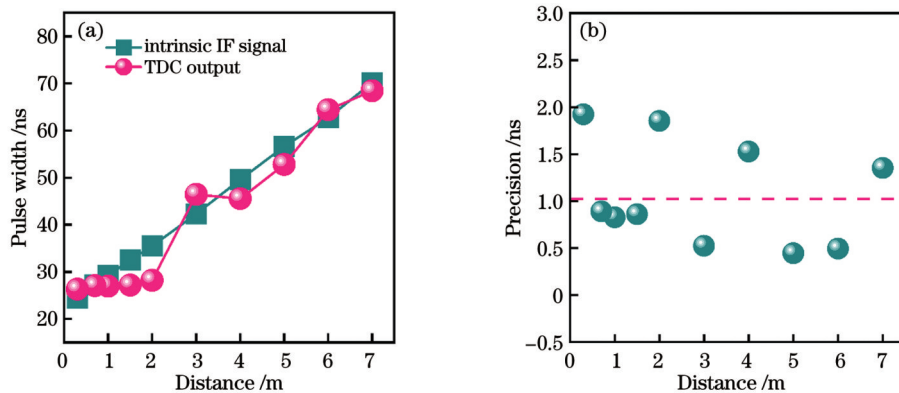 (a)
intrinsic IF signal
TDC output
Pulse width /ns
80
70
60
50
40
30
20
0 1 2 3 4 5 6 7
Distance /m
(b)
Precision /ns
3.0
2.5
2.0
1.5
1.0
0.5
0
−0.5
0 1 2 3 4 5 6 7
Distance /m